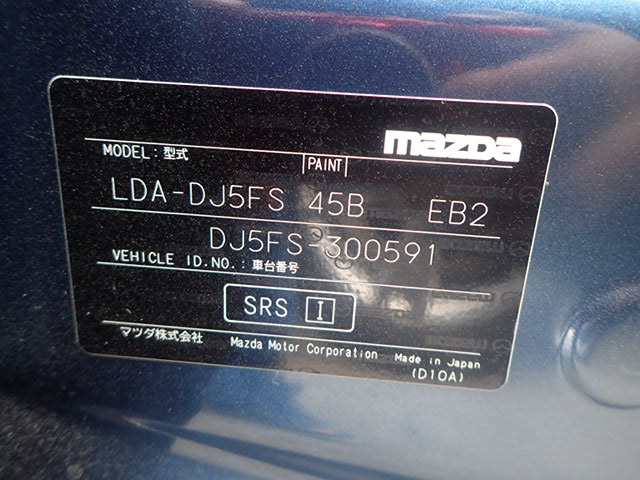 mazda
MODEL:型式 PAINT
LDA-DJ5FS 45B EB2
DJ5FS-300591
VEHICLE ID.NO.:車台番号
SRS I
マツダ株式会社 Mazda Motor Corporation Made in Japan
(D10A)